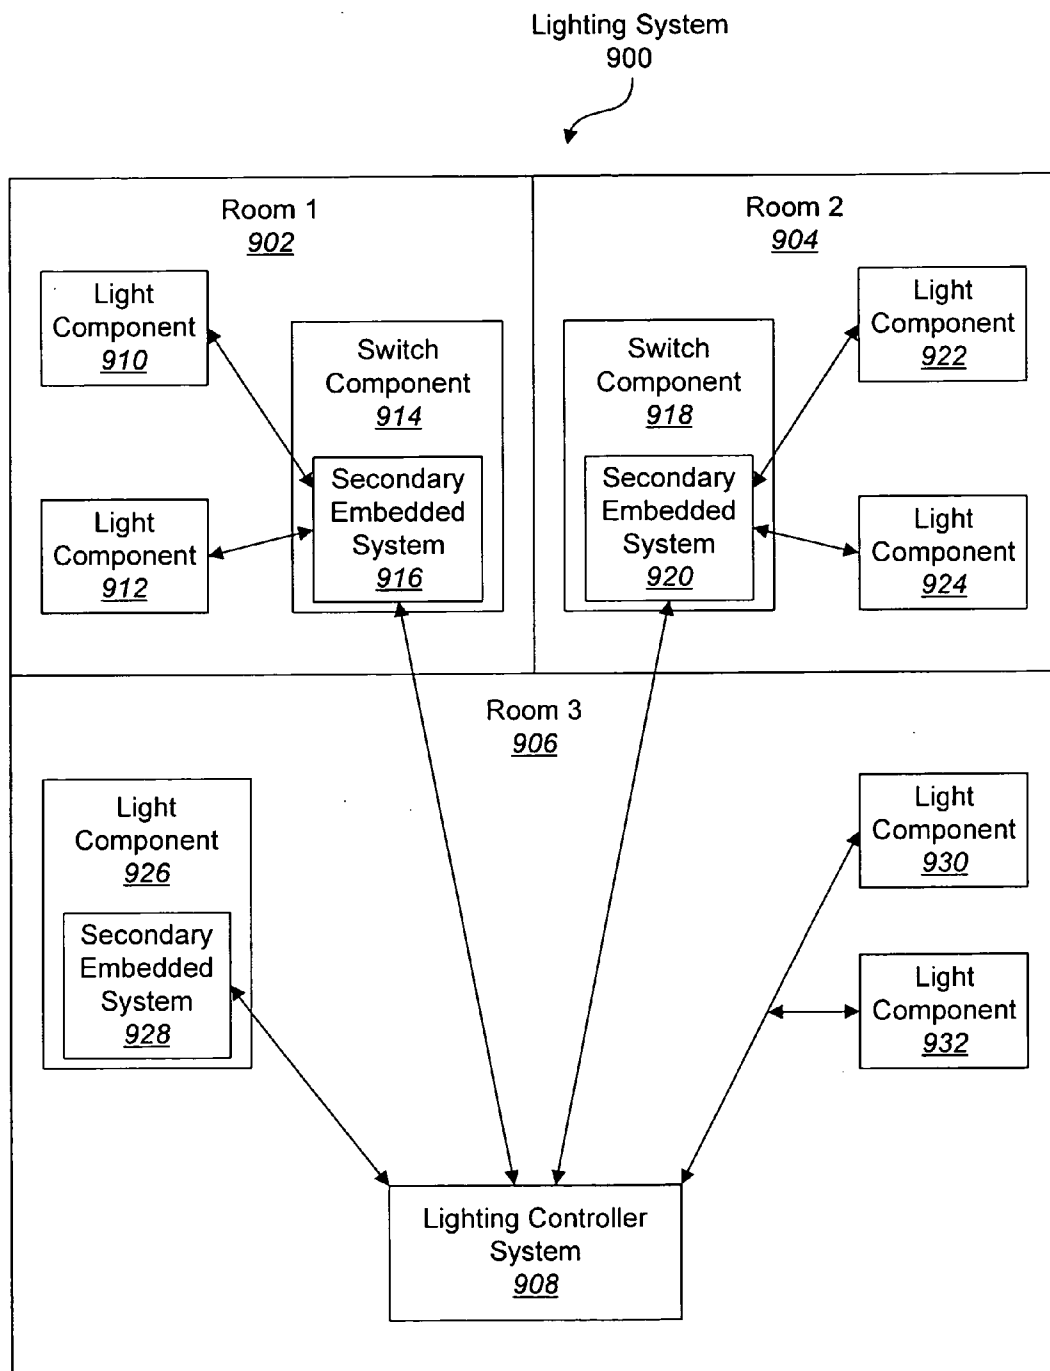 Lighting System
900
Room 1
902
Room 2
904
Light
Component
910
Switch
Component
914
Secondary
Embedded
System
916
Light
Component
912
Switch
Component
918
Secondary
Embedded
System
920
Light
Component
922
Light
Component
924
Room 3
906
Light
Component
926
Secondary
Embedded
System
928
Light
Component
930
Light
Component
932
Lighting Controller
System
908